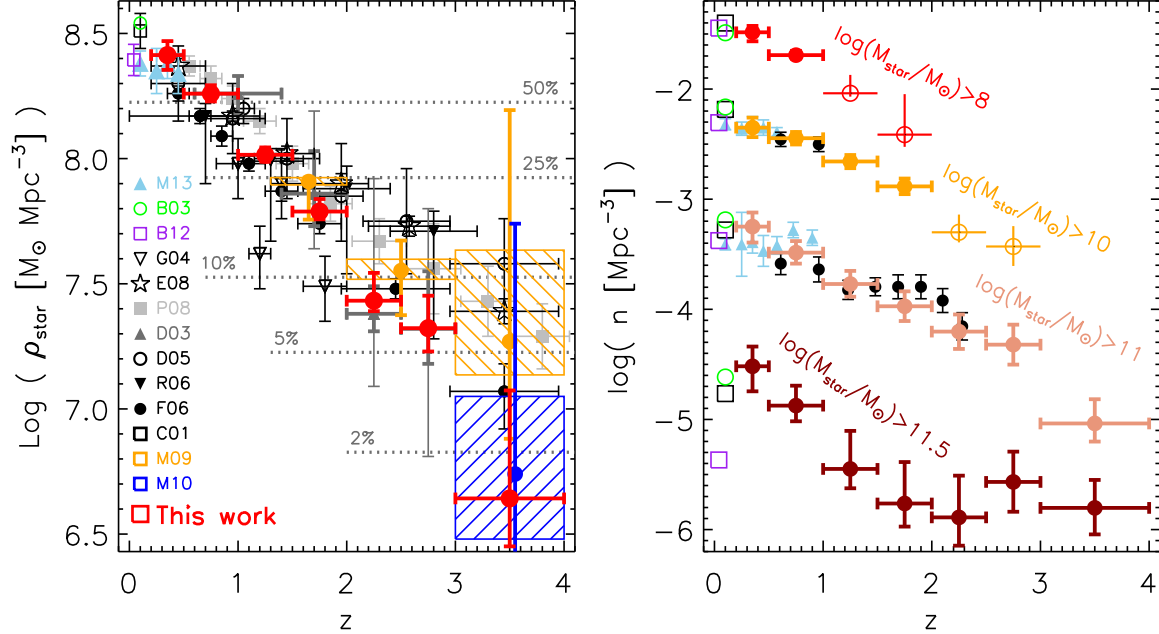 8.5
8.0
7.5
7.0
6.5
Log ( ρstar [M⊙ Mpc−3] )
50%
25%
10%
5%
2%
M13
B03
B12
G04
E08
P08
D03
D05
R06
F06
C01
M09
M10
This work
0 1 2 3 4
z
−2
−3
−4
−5
−6
log( n [Mpc−3] )
log(Mstar/M⊙)>8
log(Mstar/M⊙)>10
log(Mstar/M⊙)>11
log(Mstar/M⊙)>11.5
0 1 2 3 4
z